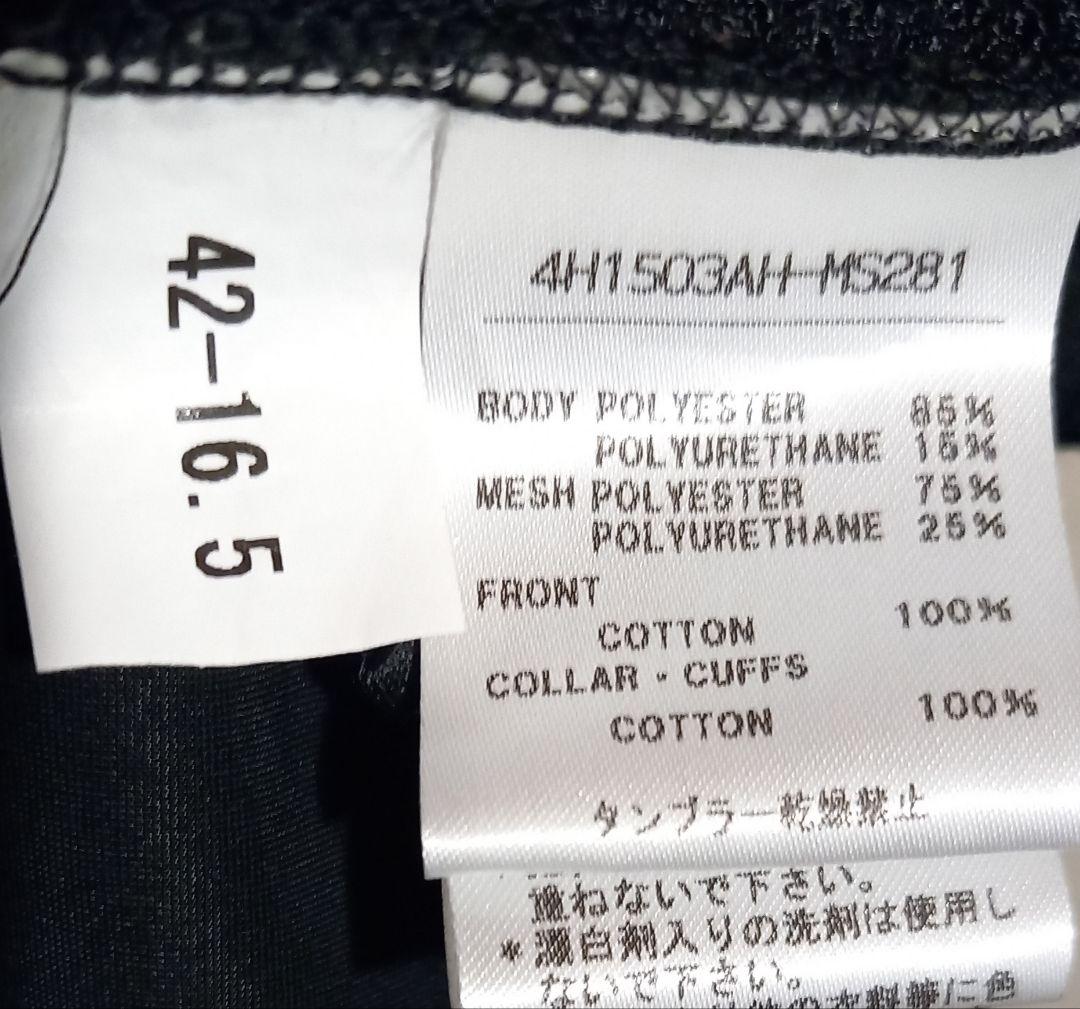 42-16.5
4H1503AH-MS281
BODY POLYESTER 85%
POLYURETHANE 15%
MESH POLYESTER 75%
POLYURETHANE 25%
FRONT
COTTON 100%
COLLAR・CUFFS
COTTON 100%
タンブラー乾燥禁止
重ねないで下さい。
*漂白剤入りの洗剤は使用し
ないで下さい。